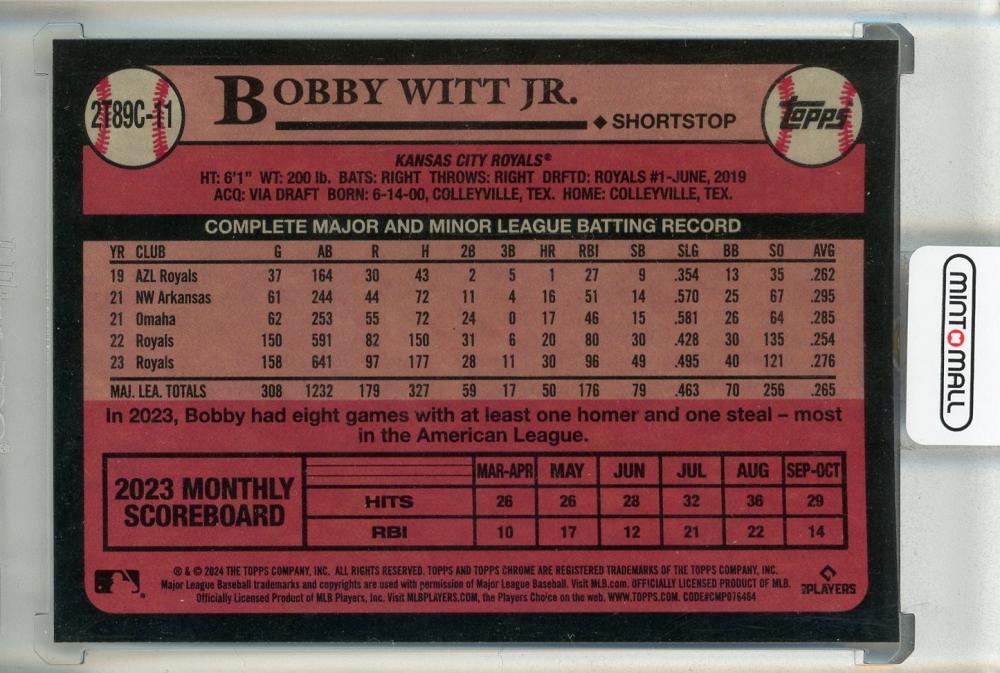 2T89C-11
BOBBY WITT JR.
◆ SHORTSTOP
TOPPS
KANSAS CITY ROYALS®
HT: 6'1" WT: 200 lb. BATS: RIGHT THROWS: RIGHT DRFTD: ROYALS #1-JUNE, 2019
ACQ: VIA DRAFT BORN: 6-14-00, COLLEYVILLE, TEX. HOME: COLLEYVILLE, TEX.
COMPLETE MAJOR AND MINOR LEAGUE BATTING RECORD
YR CLUB G AB R H 2B 3B HR RBI SB SLG BB SO AVG
19 AZL Royals 37 164 30 43 2 5 1 27 9 .354 13 35 .262
21 NW Arkansas 61 244 44 72 11 4 16 51 14 .570 25 67 .295
21 Omaha 62 253 55 72 24 0 17 46 15 .581 26 64 .285
22 Royals 150 591 82 150 31 6 20 80 30 .428 30 135 .254
23 Royals 158 641 97 177 28 11 30 96 49 .495 40 121 .276
MAJ. LEA. TOTALS 308 1232 179 327 59 17 50 176 79 .463 70 256 .265
In 2023, Bobby had eight games with at least one homer and one steal – most
in the American League.
2023 MONTHLY
SCOREBOARD
MAR-APR MAY JUN JUL AUG SEP-OCT
HITS 26 26 28 32 36 29
RBI 10 17 12 21 22 14
® & © 2024 THE TOPPS COMPANY, INC. ALL RIGHTS RESERVED. TOPPS AND TOPPS CHROME ARE REGISTERED TRADEMARKS OF THE TOPPS COMPANY, INC.
Major League Baseball trademarks and copyrights are used with permission of Major League Baseball. Visit MLB.com. OFFICIALLY LICENSED PRODUCT OF MLB.
Officially Licensed Product of MLB Players, Inc. Visit MLBPLAYERS.com, the Players Choice on the web. WWW.TOPPS.COM. CODE#CMP076464
MLB PLAYERS
MINT MALL